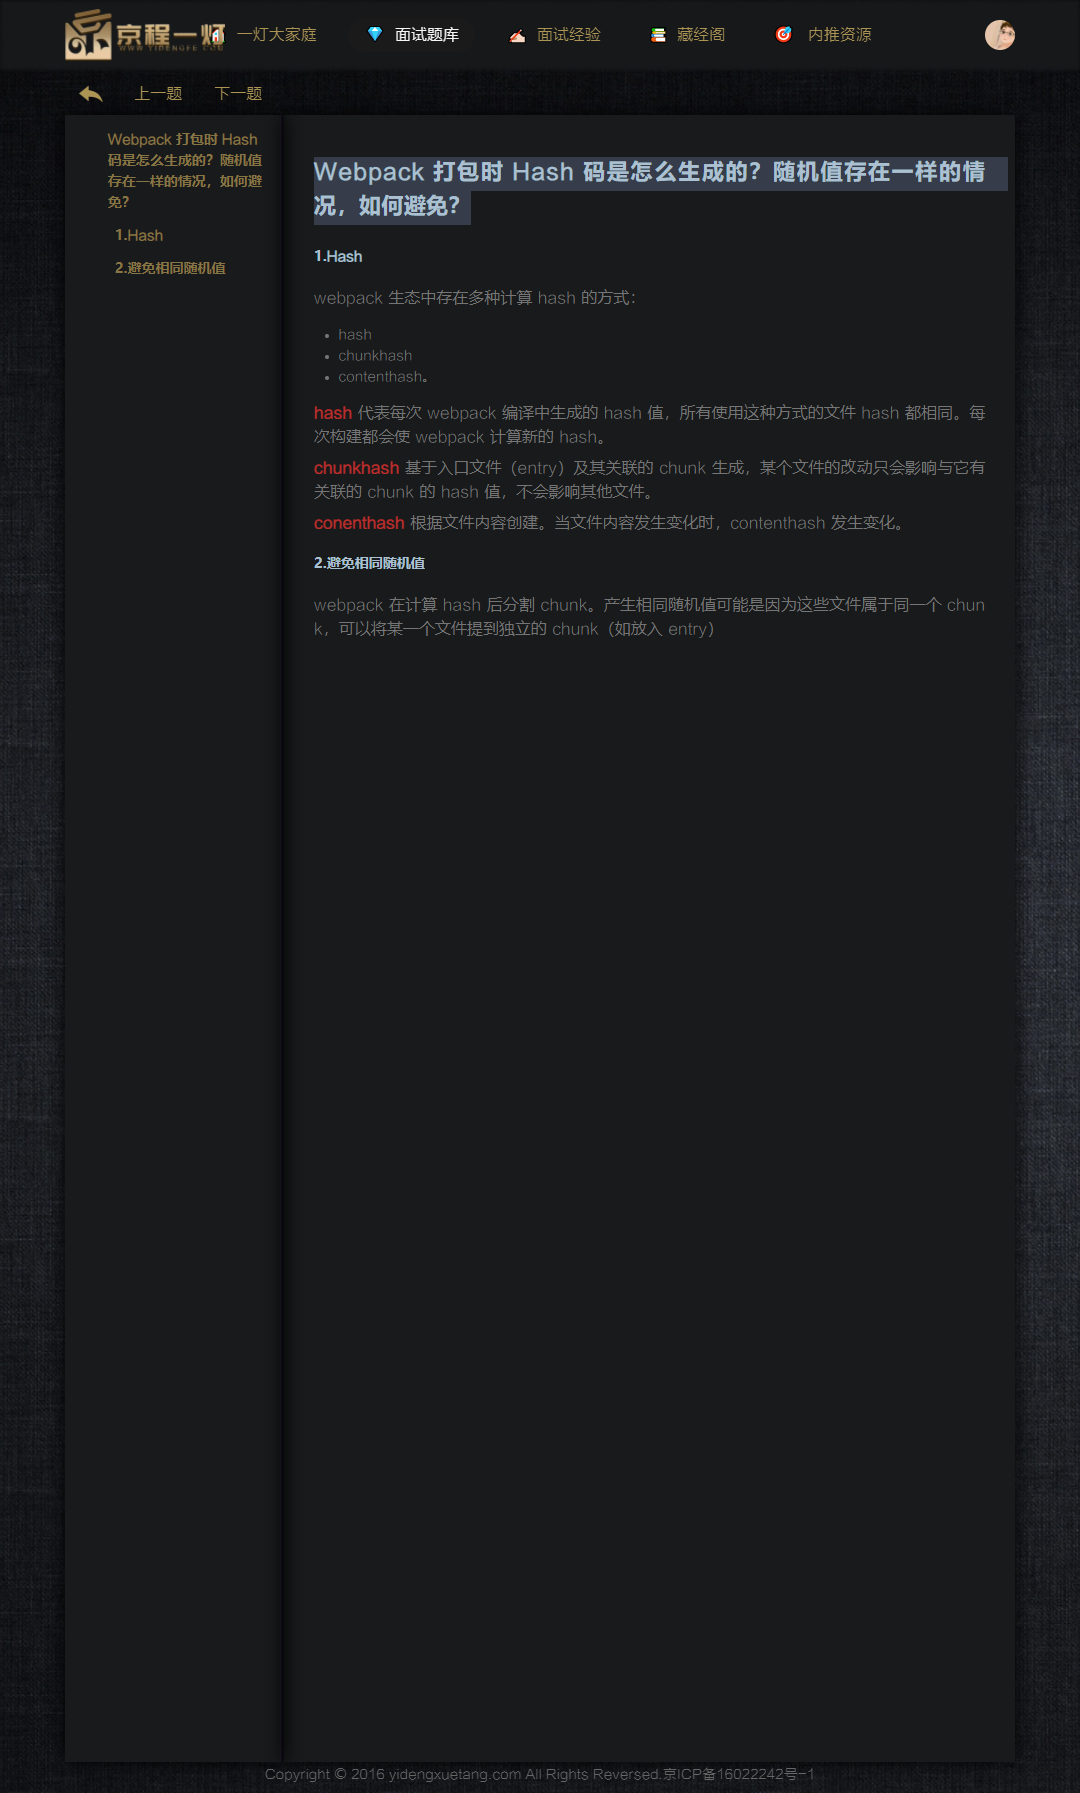 京程一灯
WWW.YIDENGFE.COM
一灯大家庭
面试题库
面试经验
藏经阁
内推资源
上一题
下一题
Webpack 打包时 Hash
码是怎么生成的？随机值
存在一样的情况，如何避
免？
1.Hash
2.避免相同随机值
Webpack 打包时 Hash 码是怎么生成的？随机值存在一样的情
况，如何避免？
1.Hash
webpack 生态中存在多种计算 hash 的方式：
• hash
• chunkhash
• contenthash。
hash 代表每次 webpack 编译中生成的 hash 值，所有使用这种方式的文件 hash 都相同。每
次构建都会使 webpack 计算新的 hash。
chunkhash 基于入口文件（entry）及其关联的 chunk 生成，某个文件的改动只会影响与它有
关联的 chunk 的 hash 值，不会影响其他文件。
conenthash 根据文件内容创建。当文件内容发生变化时，contenthash 发生变化。
2.避免相同随机值
webpack 在计算 hash 后分割 chunk。产生相同随机值可能是因为这些文件属于同一个 chun
k，可以将某一个文件提到独立的 chunk（如放入 entry）
Copyright © 2016 yidengxuetang.com All Rights Reversed.京ICP备16022242号-1